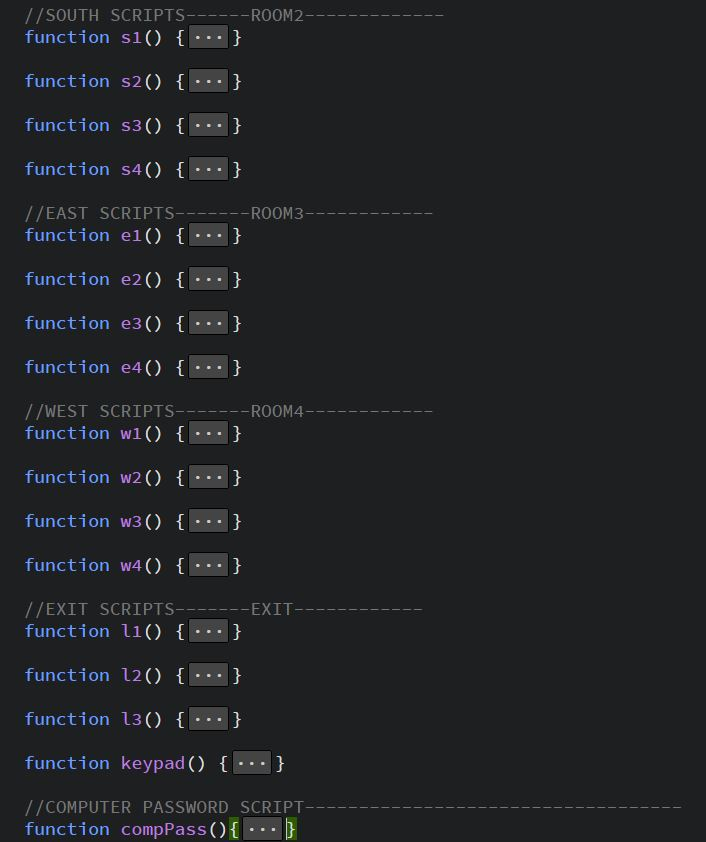 //SOUTH SCRIPTS------ROOM2-------------
function s1() {...}
function s2() {...}
function s3() {...}
function s4() {...}
//EAST SCRIPTS-------ROOM3------------
function e1() {...}
function e2() {...}
function e3() {...}
function e4() {...}
//WEST SCRIPTS-------ROOM4------------
function w1() {...}
function w2() {...}
function w3() {...}
function w4() {...}
//EXIT SCRIPTS-------EXIT------------
function l1() {...}
function l2() {...}
function l3() {...}
function keypad() {...}
//COMPUTER PASSWORD SCRIPT-----------------------------------
function compPass(){...}